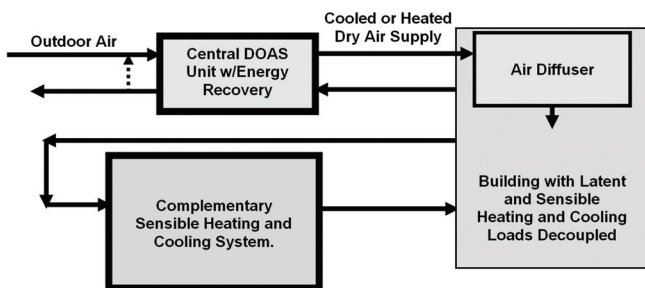 Outdoor Air
Cooled or Heated
Dry Air Supply
Central DOAS
Unit w/Energy
Recovery
Air Diffuser
Complementary
Sensible Heating and
Cooling System.
Building with Latent
and Sensible
Heating and Cooling
Loads Decoupled